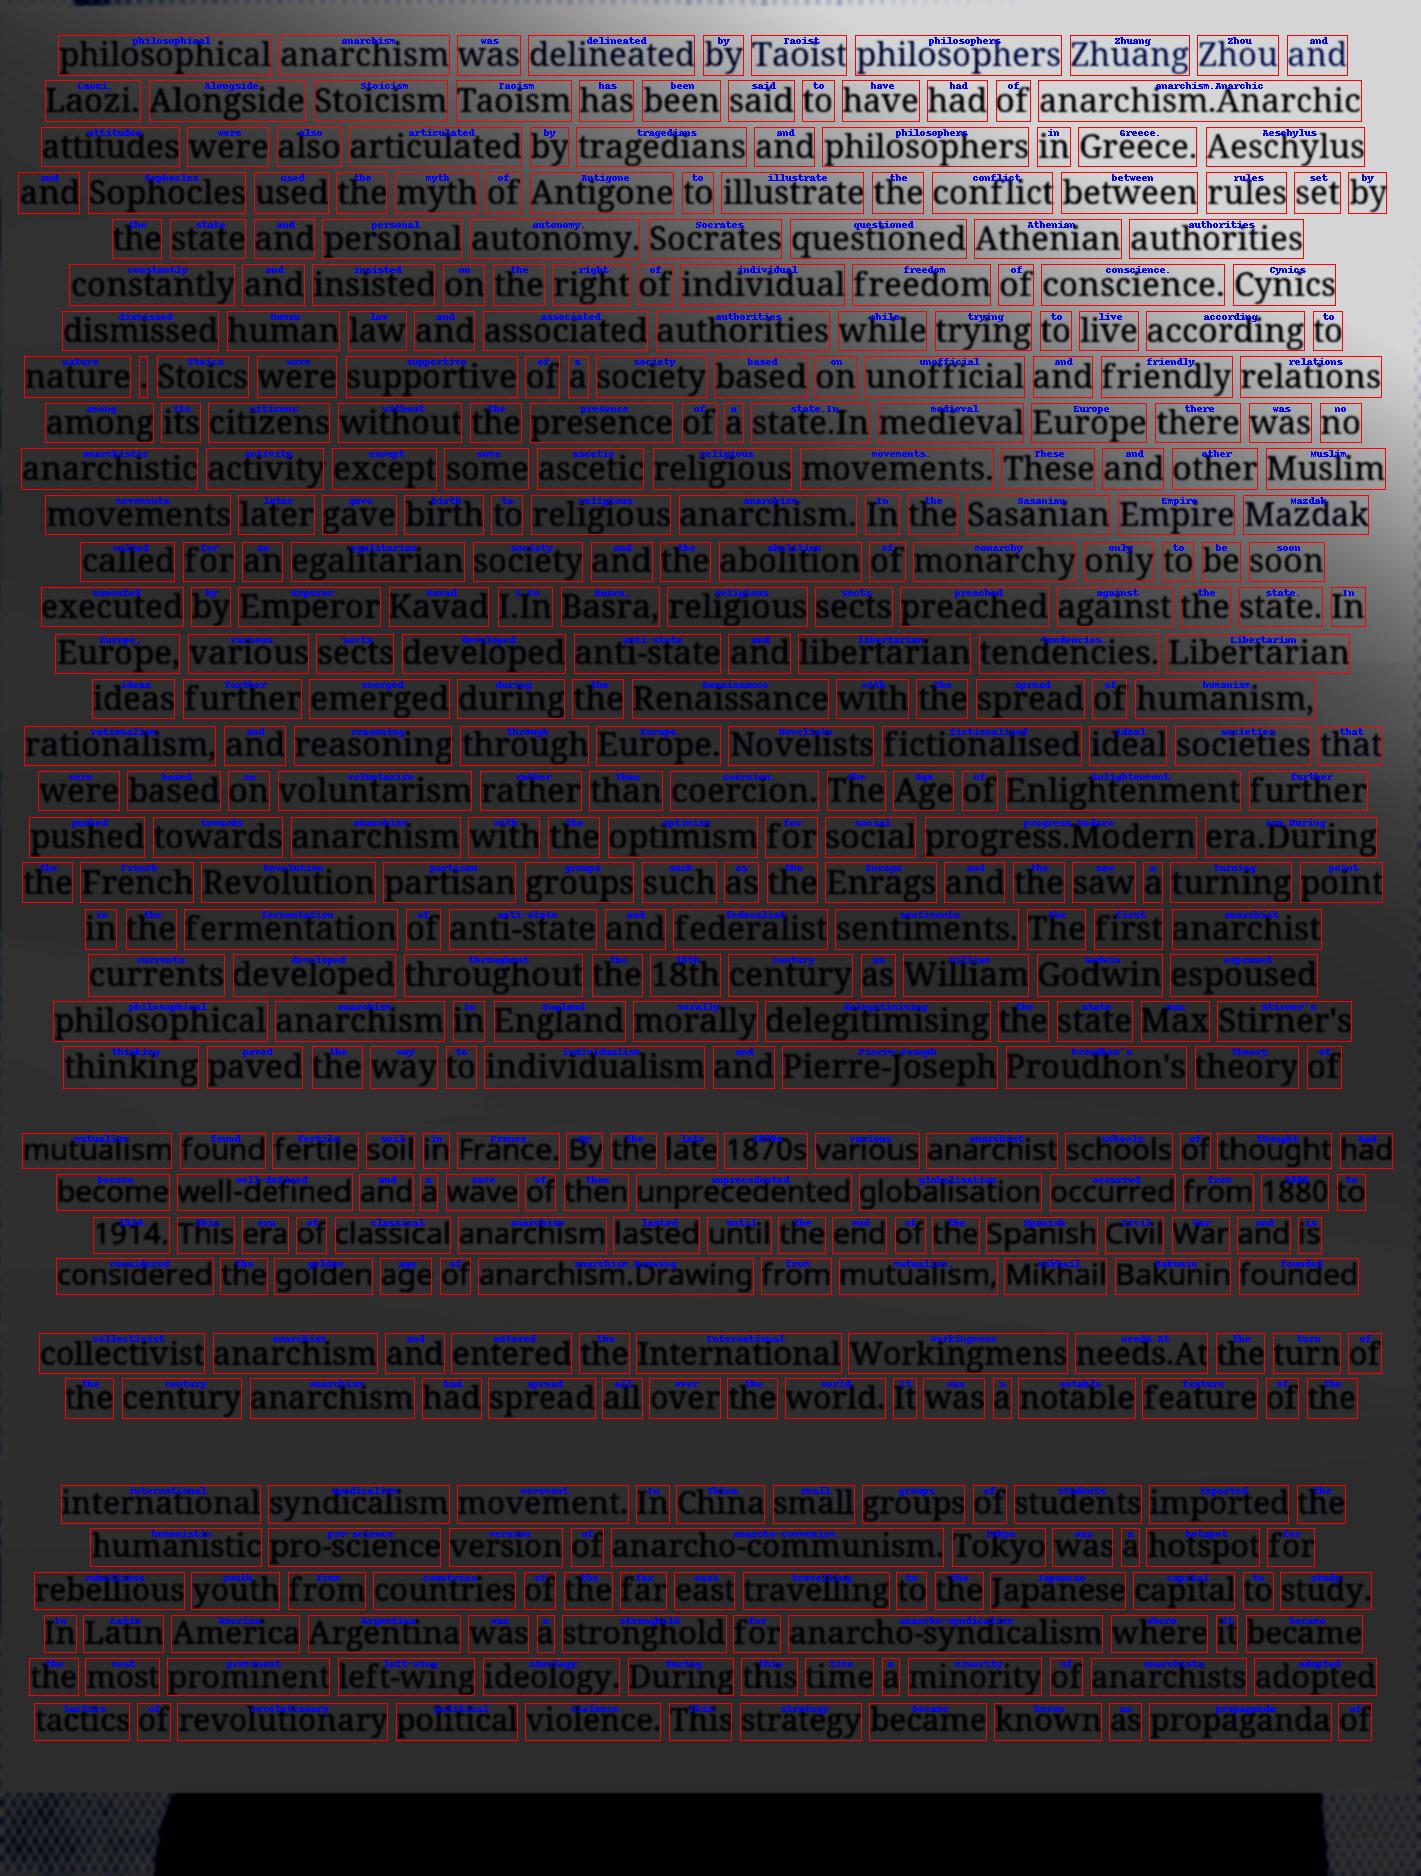 philosophical anarchism was delineated by Taoist philosophers Zhuang Zhou and
Laozi. Alongside Stoicism Taoism has been said to have had of anarchism.Anarchic
attitudes were also articulated by tragedians and philosophers in Greece. Aeschylus
and Sophocles used the myth of Antigone to illustrate the conflict between rules set by
the state and personal autonomy. Socrates questioned Athenian authorities
constantly and insisted on the right of individual freedom of conscience. Cynics
dismissed human law and associated authorities while trying to live according to
nature . Stoics were supportive of a society based on unofficial and friendly relations
among its citizens without the presence of a state.In medieval Europe there was no
anarchistic activity except some ascetic religious movements. These and other Muslim
movements later gave birth to religious anarchism. In the Sasanian Empire Mazdak
called for an egalitarian society and the abolition of monarchy only to be soon
executed by Emperor Kavad I.In Basra, religious sects preached against the state. In
Europe, various sects developed anti-state and libertarian tendencies. Libertarian
ideas further emerged during the Renaissance with the spread of humanism,
rationalism, and reasoning through Europe. Novelists fictionalised ideal societies that
were based on voluntarism rather than coercion. The Age of Enlightenment further
pushed towards anarchism with the optimism for social progress.Modern era.During
the French Revolution partisan groups such as the Enrags and the saw a turning point
in the fermentation of anti-state and federalist sentiments. The first anarchist
currents developed throughout the 18th century as William Godwin espoused
philosophical anarchism in England morally delegitimising the state Max Stirner's
thinking paved the way to individualism and Pierre-Joseph Proudhon's theory of
mutualism found fertile soil in France. By the late 1870s various anarchist schools of thought had
become well-defined and a wave of then unprecedented globalisation occurred from 1880 to
1914. This era of classical anarchism lasted until the end of the Spanish Civil War and is
considered the golden age of anarchism.Drawing from mutualism, Mikhail Bakunin founded
collectivist anarchism and entered the International Workingmens needs.At the turn of
the century anarchism had spread all over the world. It was a notable feature of the
international syndicalism movement. In China small groups of students imported the
humanistic pro-science version of anarcho-communism. Tokyo was a hotspot for
rebellious youth from countries of the far east travelling to the Japanese capital to study.
In Latin America Argentina was a stronghold for anarcho-syndicalism where it became
the most prominent left-wing ideology. During this time a minority of anarchists adopted
tactics of revolutionary political violence. This strategy became known as propaganda of